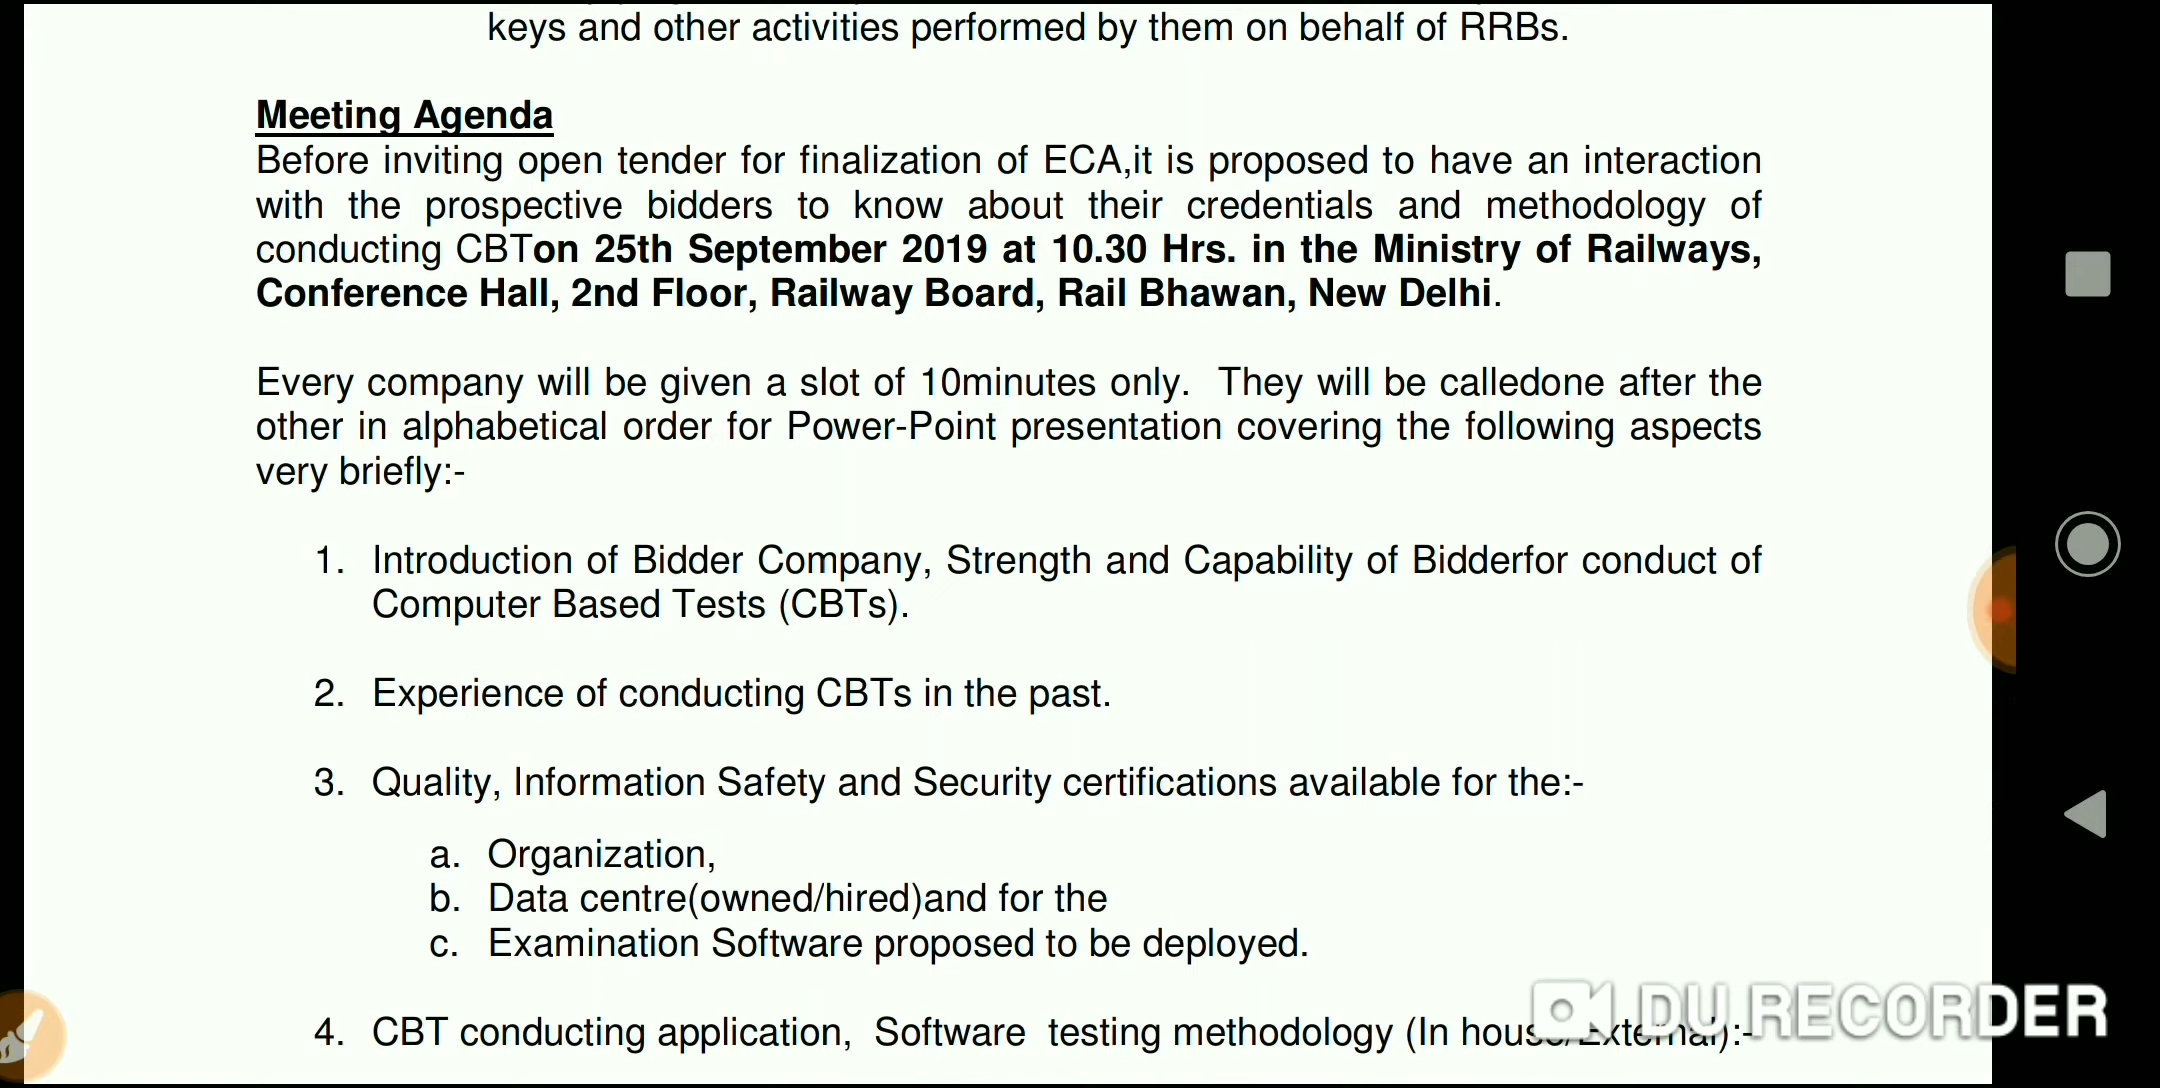 keys and other activities performed by them on behalf of RRBs.
Meeting Agenda
Before inviting open tender for finalization of ECA,it is proposed to have an interaction
with the prospective bidders to know about their credentials and methodology of
conducting CBTon 25th September 2019 at 10.30 Hrs. in the Ministry of Railways,
Conference Hall, 2nd Floor, Railway Board, Rail Bhawan, New Delhi.
Every company will be given a slot of 10minutes only. They will be calledone after the
other in alphabetical order for Power-Point presentation covering the following aspects
very briefly:-
1. Introduction of Bidder Company, Strength and Capability of Bidderfor conduct of
Computer Based Tests (CBTs).
2. Experience of conducting CBTs in the past.
3. Quality, Information Safety and Security certifications available for the:-
a. Organization,
b. Data centre(owned/hired)and for the
c. Examination Software proposed to be deployed.
4. CBT conducting application, Software testing methodology (In house/External):-
DU RECORDER